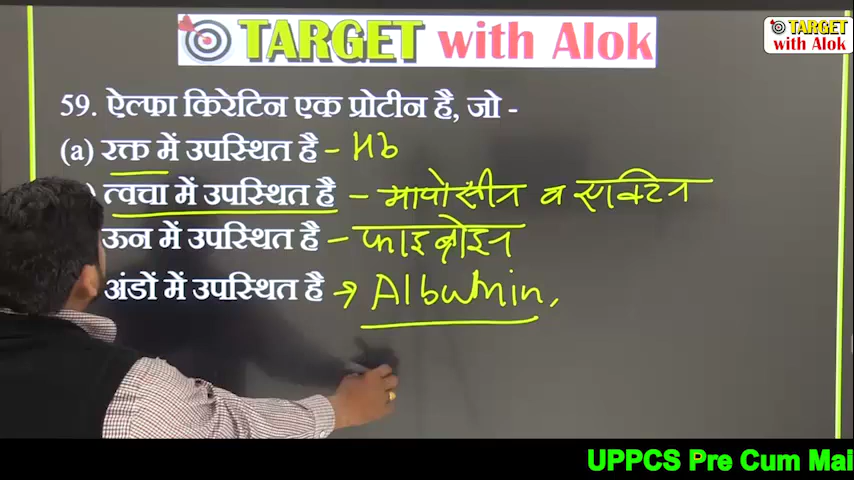 TARGET with Alok
TARGET
with Alok
59. ऐल्फा किरेटिन एक प्रोटीन है, जो -
(a) रक्त में उपस्थित है - Hb
) त्वचा में उपस्थित है - मायोसीन व एक्टिन
ऊन में उपस्थित है - फाइब्रोइन
अंडों में उपस्थित है → Albumin,
UPPCS Pre Cum Mai